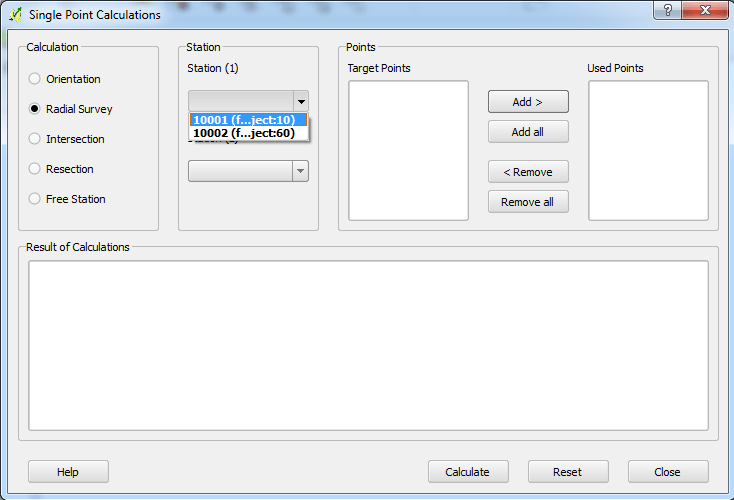 Single Point Calculations
Calculation
Orientation
Radial Survey
Intersection
Resection
Free Station
Station
Station (1)
10001 (f...ject:10)
10002 (f...ject:60)
Points
Target Points
Add >
Add all
< Remove
Remove all
Used Points
Result of Calculations
Help
Calculate
Reset
Close